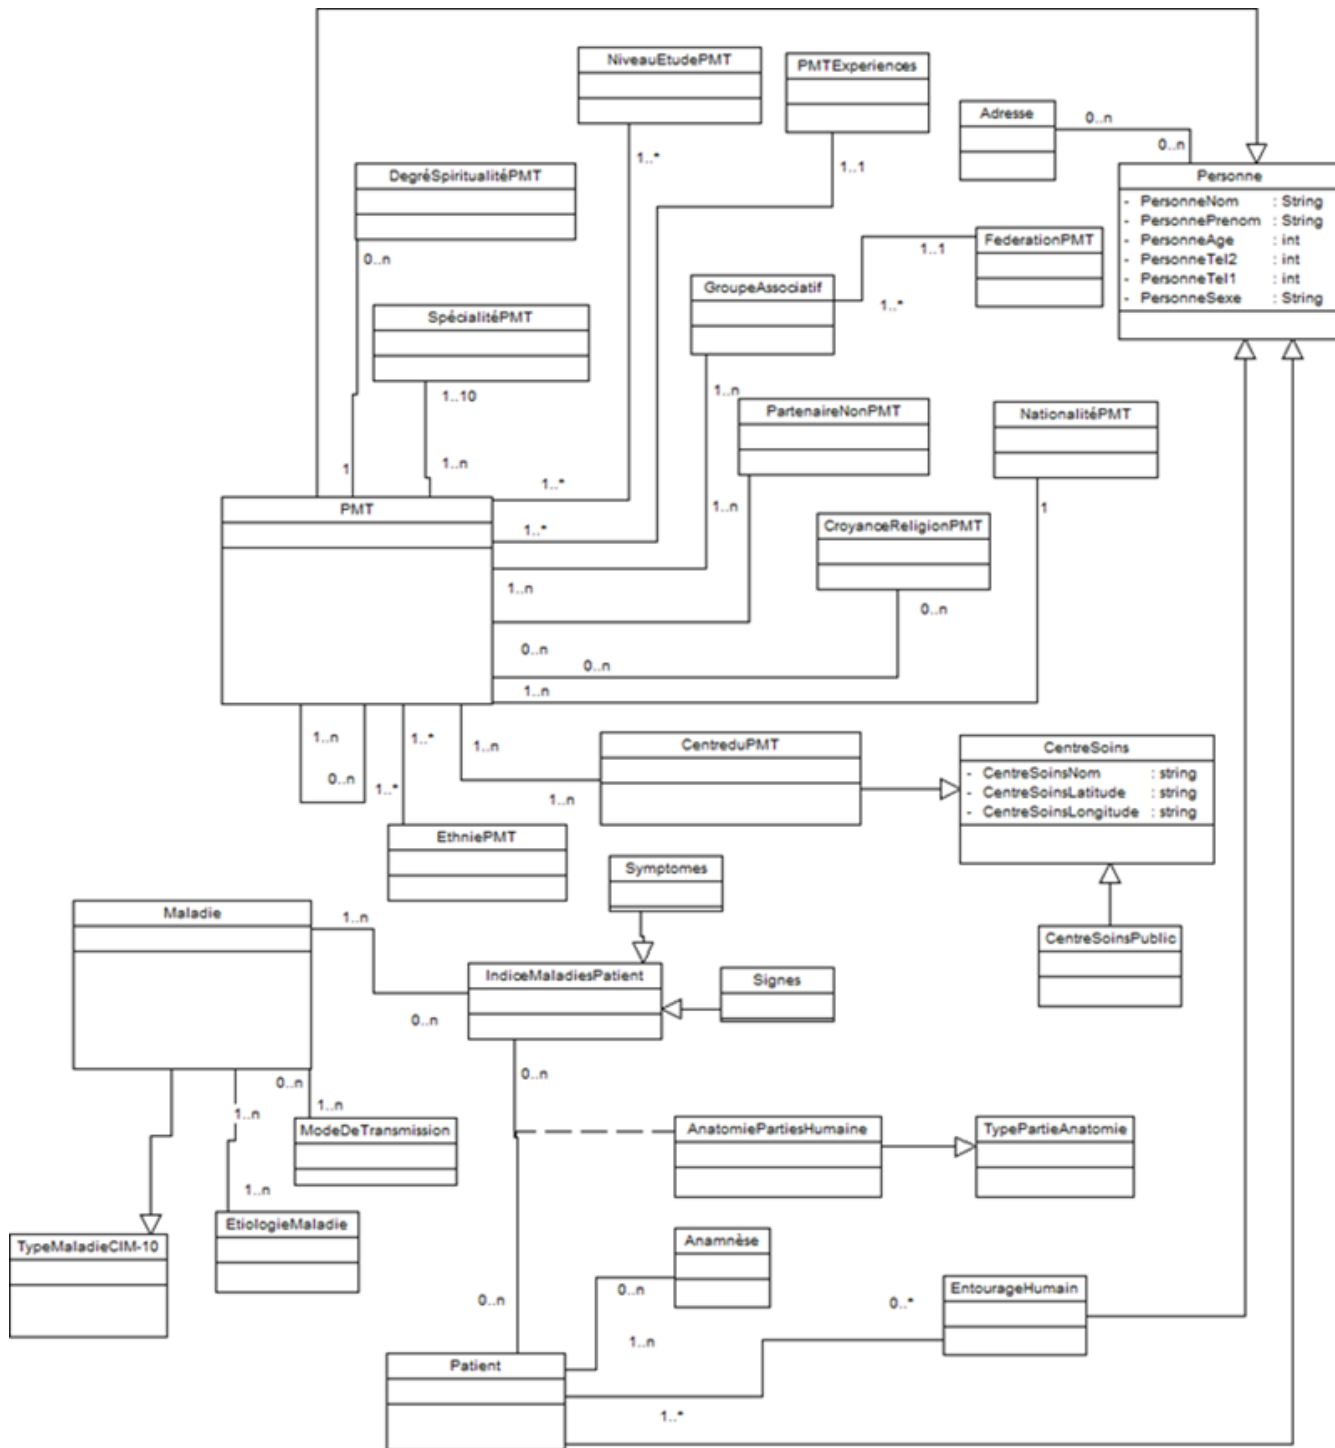 NiveauEtudePMT
PMTExperiences
Adresse
0..n
0..n
1..*
1..1
DegréSpiritualitéPMT
Personne
- PersonneNom : String
- PersonnePrenom : String
- PersonneAge : int
- PersonneTel2 : int
- PersonneTel1 : int
- PersonneSexe : String
0..n
FederationPMT
1..1
GroupeAssociatif
1..*
SpécialitéPMT
1..10
1..n
PartenaireNonPMT
NationalitéPMT
1
1..n
1..*
1..n
1
PMT
1..*
CroyanceReligionPMT
1..n
0..n
0..n
0..n
1..n
1..n
1..*
1..n
0..n
1..*
1..n
CentreduPMT
CentreSoins
- CentreSoinsNom : string
- CentreSoinsLatitude : string
- CentreSoinsLongitude : string
EthniePMT
Symptomes
Maladie
1..n
CentreSoinsPublic
IndiceMaladiesPatient
Signes
0..n
0..n
0..n
1..n
1..n
ModeDeTransmission
AnatomiePartiesHumaine
TypePartieAnatomie
1..n
EtiologieMaladie
TypeMaladieCIM-10
Anamnèse
0..n
0..n
EntourageHumain
0..*
1..n
Patient
1..*